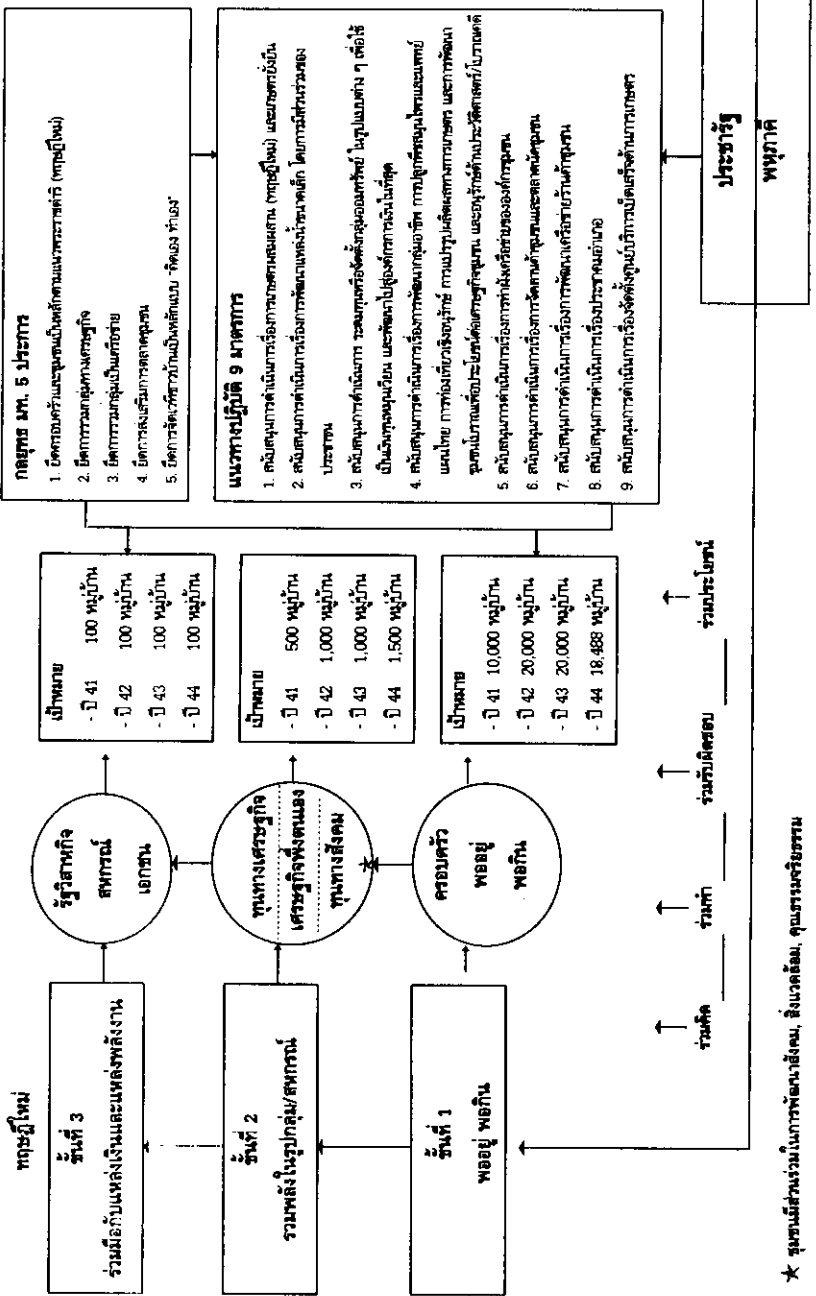 ทฤษฎีใหม่
ขั้นที่ 3
ร่วมมือกับแหล่งเงินและแหล่งพลังงาน
ขั้นที่ 2
รวมพลังในรูปกลุ่ม/สหกรณ์
ขั้นที่ 1
พออยู่ พอกิน
รัฐวิสาหกิจ
สหกรณ์
เอกชน
ทุนทางเศรษฐกิจ
เศรษฐกิจพึ่งตนเอง
ทุนทางสังคม
★
ครอบครัว
พออยู่
พอกิน
เป้าหมาย
- ปี 41 100 หมู่บ้าน
- ปี 42 100 หมู่บ้าน
- ปี 43 100 หมู่บ้าน
- ปี 44 100 หมู่บ้าน
เป้าหมาย
- ปี 41 500 หมู่บ้าน
- ปี 42 1,000 หมู่บ้าน
- ปี 43 1,000 หมู่บ้าน
- ปี 44 1,500 หมู่บ้าน
เป้าหมาย
- ปี 41 10,000 หมู่บ้าน
- ปี 42 20,000 หมู่บ้าน
- ปี 43 20,000 หมู่บ้าน
- ปี 44 18,488 หมู่บ้าน
กลยุทธ มท. 5 ประการ
1. ยึดครอบครัวและชุมชนเป็นหลักตามแนวพระราชดำริ (ทฤษฎีใหม่)
2. ยึดการรวมกลุ่มทางเศรษฐกิจ
3. ยึดการรวมกลุ่มเป็นเครือข่าย
4. ยึดการส่งเสริมการตลาดชุมชน
5. ยึดการจัดเวทีชาวบ้านเป็นหลักแบบ "คิดเอง ทำเอง"
แนวทางปฏิบัติ 9 มาตรการ
1. สนับสนุนการดำเนินการเรื่องการเกษตรผสมผสาน (ทฤษฎีใหม่) และเกษตรยั่งยืน
2. สนับสนุนการดำเนินการเรื่องการพัฒนาแหล่งน้ำขนาดเล็ก โดยการมีส่วนร่วมของ
ประชาชน
3. สนับสนุนการดำเนินการ ระดมทุนหรือจัดตั้งกลุ่มออมทรัพย์ ในรูปแบบต่าง ๆ เพื่อใช้
เป็นเงินทุนหมุนเวียน และพัฒนาไปสู่องค์กรการเงินในที่สุด
4. สนับสนุนการดำเนินการเรื่องการพัฒนากลุ่มอาชีพ การปลูกพืชสมุนไพรและแพทย์
แผนไทย การท่องเที่ยวเชิงอนุรักษ์ การแปรรูปผลิตผลทางการเกษตร และการพัฒนา
ชุมชนโบราณเพื่อประโยชน์ต่อเศรษฐกิจชุมชน และอนุรักษ์ด้านประวัติศาสตร์/โบราณคดี
5. สนับสนุนการดำเนินการเรื่องการทำผังเครือข่ายขององค์กรชุมชน
6. สนับสนุนการดำเนินการเรื่องการจัดลานค้าชุมชนและตลาดนัดชุมชน
7. สนับสนุนการดำเนินการเรื่องการพัฒนาเครือข่ายร้านค้าชุมชน
8. สนับสนุนการดำเนินการเรื่องประชาคมอำเภอ
9. สนับสนุนการดำเนินการเรื่องจัดตั้งศูนย์บริการเบ็ดเสร็จด้านการเกษตร
ร่วมคิด
ร่วมทำ
ร่วมรับผิดชอบ
ร่วมประโยชน์
ประชารัฐ
พหุภาคี
★ ชุมชนมีส่วนร่วมในการพัฒนาสังคม, สิ่งแวดล้อม, คุณธรรมจริยธรรม